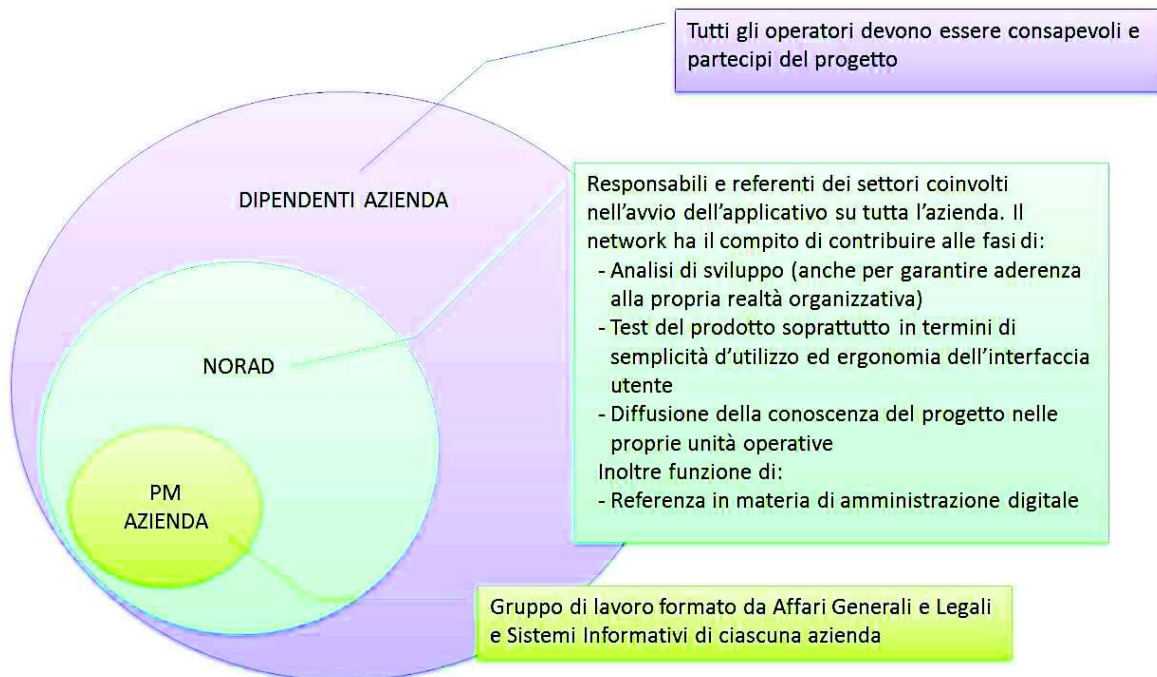 Tutti gli operatori devono essere consapevoli e
partecipi del progetto
DIPENDENTI AZIENDA
Responsabili e referenti dei settori coinvolti
nell'avvio dell'applicativo su tutta l'azienda. Il
network ha il compito di contribuire alle fasi di:
- Analisi di sviluppo (anche per garantire aderenza
alla propria realtà organizzativa)
- Test del prodotto soprattutto in termini di
semplicità d'utilizzo ed ergonomia dell'interfaccia
utente
- Diffusione della conoscenza del progetto nelle
proprie unità operative
Inoltre funzione di:
- Referenza in materia di amministrazione digitale
NORAD
PM
AZIENDA
Gruppo di lavoro formato da Affari Generali e Legali
e Sistemi Informativi di ciascuna azienda